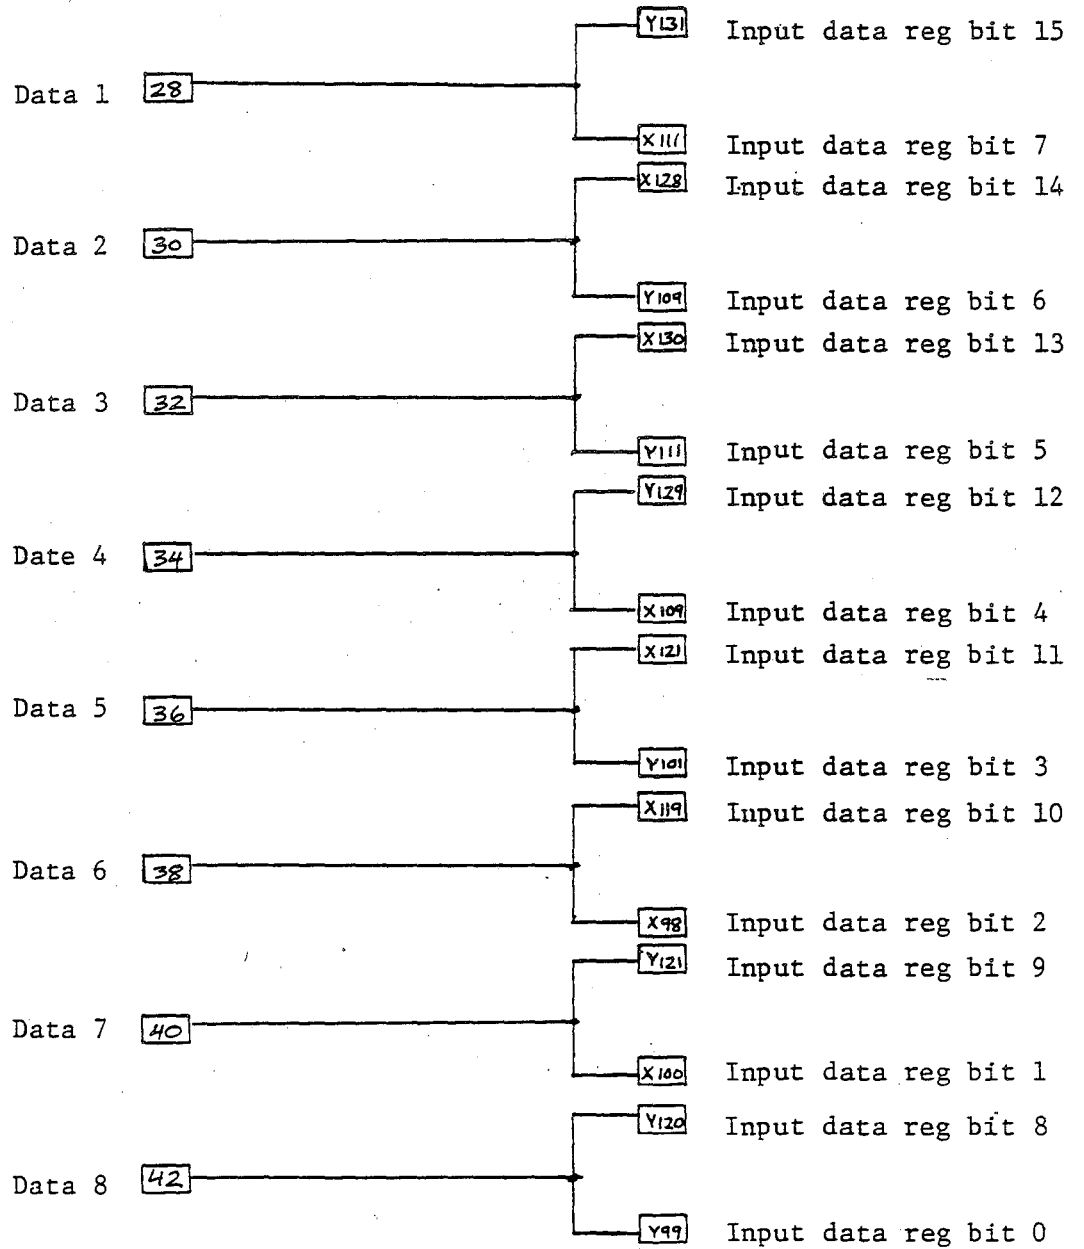 Y131 Input data reg bit 15
Data 1 28
X111 Input data reg bit 7
X128 Input data reg bit 14
Data 2 30
Y109 Input data reg bit 6
X130 Input data reg bit 13
Data 3 32
Y111 Input data reg bit 5
Y129 Input data reg bit 12
Date 4 34
X109 Input data reg bit 4
X121 Input data reg bit 11
Data 5 36
Y101 Input data reg bit 3
X119 Input data reg bit 10
Data 6 38
X98 Input data reg bit 2
Y121 Input data reg bit 9
Data 7 40
X100 Input data reg bit 1
Y120 Input data reg bit 8
Data 8 42
Y99 Input data reg bit 0